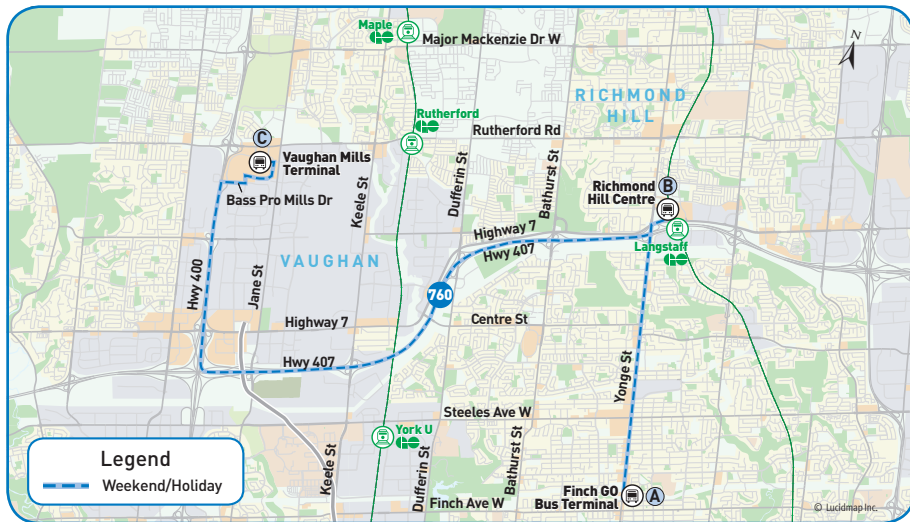 Maple
Major Mackenzie Dr W
N
RICHMOND
HILL
Rutherford
Rutherford Rd
C
Vaughan Mills
Terminal
Bass Pro Mills Dr
Keele St
Dufferin St
Bathurst St
B
Richmond
Hill Centre
Highway 7
Hwy 407
Langstaff
VAUGHAN
Hwy 400
Jane St
760
Highway 7
Centre St
Hwy 407
Yonge St
Steeles Ave W
York U
Keele St
Dufferin St
Bathurst St
Finch Ave W
Finch GO
Bus Terminal
A
Legend
Weekend/Holiday
© Lucidmap Inc.